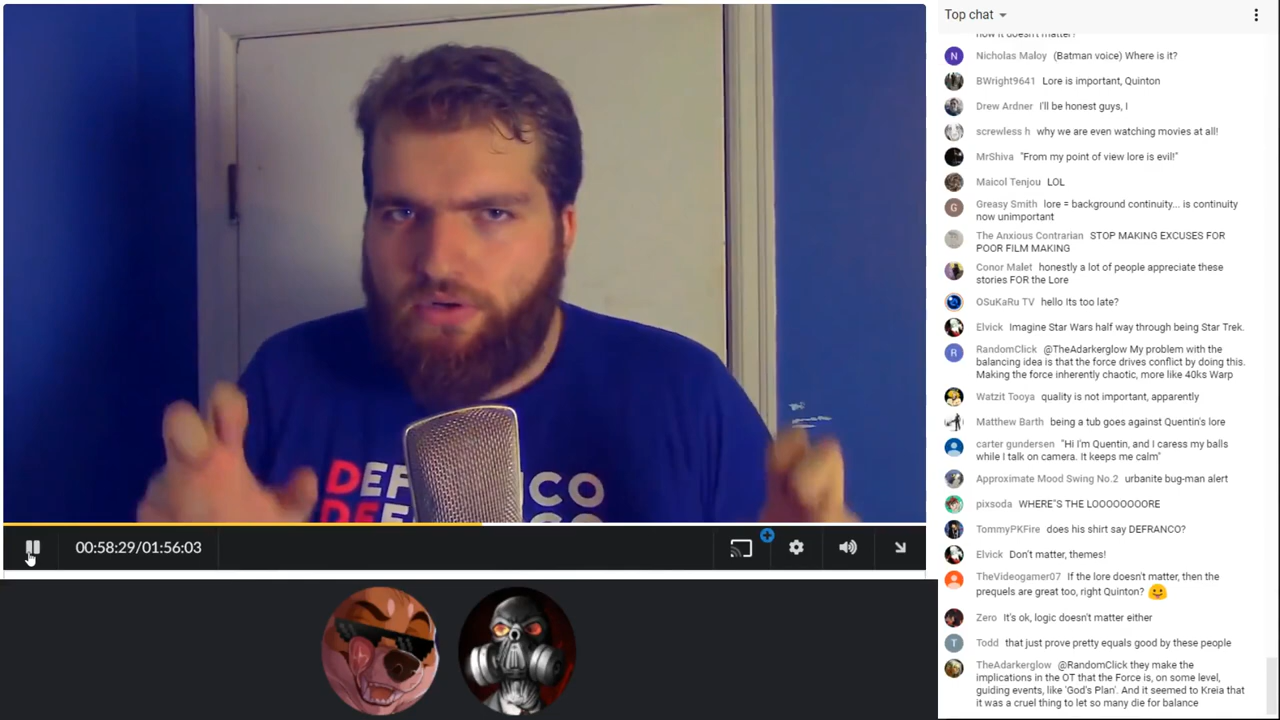 Top chat
how it doesn't matter?
N
Nicholas Maloy (Batman voice) Where is it?
BWright9641 Lore is important, Quinton
Drew Ardner I'll be honest guys, I
screwless h why we are even watching movies at all!
MrShiva "From my point of view lore is evil!"
Maicol Tenjou LOL
G
Greasy Smith lore = background continuity... is continuity
now unimportant
The Anxious Contrarian STOP MAKING EXCUSES FOR
POOR FILM MAKING
Conor Malet honestly a lot of people appreciate these
stories FOR the Lore
OSuKaRu TV hello Its too late?
Elvick Imagine Star Wars half way through being Star Trek.
R
RandomClick @TheAdarkerglow My problem with the
balancing idea is that the force drives conflict by doing this.
Making the force inherently chaotic, more like 40ks Warp
Watzit Tooya quality is not important, apparently
Matthew Barth being a tub goes against Quentin's lore
carter gundersen "Hi I'm Quentin, and I caress my balls
while I talk on camera. It keeps me calm"
Approximate Mood Swing No.2 urbanite bug-man alert
pixsoda WHERE"S THE LOOOOOOOORE
TommyPKFire does his shirt say DEFRANCO?
Elvick Don't matter, themes!
TheVideogamer07 If the lore doesn't matter, then the
prequels are great too, right Quinton?
Zero It's ok, logic doesn't matter either
T
Todd that just prove pretty equals good by these people
TheAdarkerglow @RandomClick they make the
implications in the OT that the Force is, on some level,
guiding events, like 'God's Plan'. And it seemed to Kreia that
it was a cruel thing to let so many die for balance
DEF CO
DEF CO
00:58:29/01:56:03